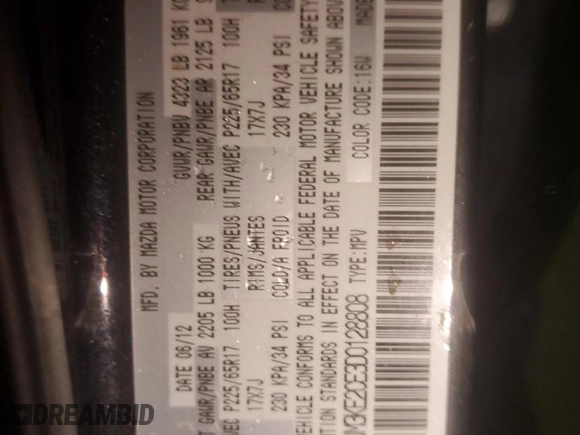 MFD. BY MAZDA MOTOR CORPORATION
DATE 06/12 GVWR/PNBV 4323 LB 1961 KG
GAWR/PNBE AV 2205 LB 1000 KG REAR GAWR/PNBE AR 2125 LB
P225/65R17 100H TIRES/PNEUS WITH/AVEC P225/65R17 100H
17X7J RIMS/JANTES 17X7J
230 KPA/34 PSI COLD/A FROID 230 KPA/34 PSI
VEHICLE CONFORMS TO ALL APPLICABLE FEDERAL MOTOR VEHICLE SAFETY
STANDARDS IN EFFECT ON THE DATE OF MANUFACTURE SHOWN ABOVE
JM3KE2CE3D0128808 TYPE:MPV COLOR CODE:16W
DREAMBID